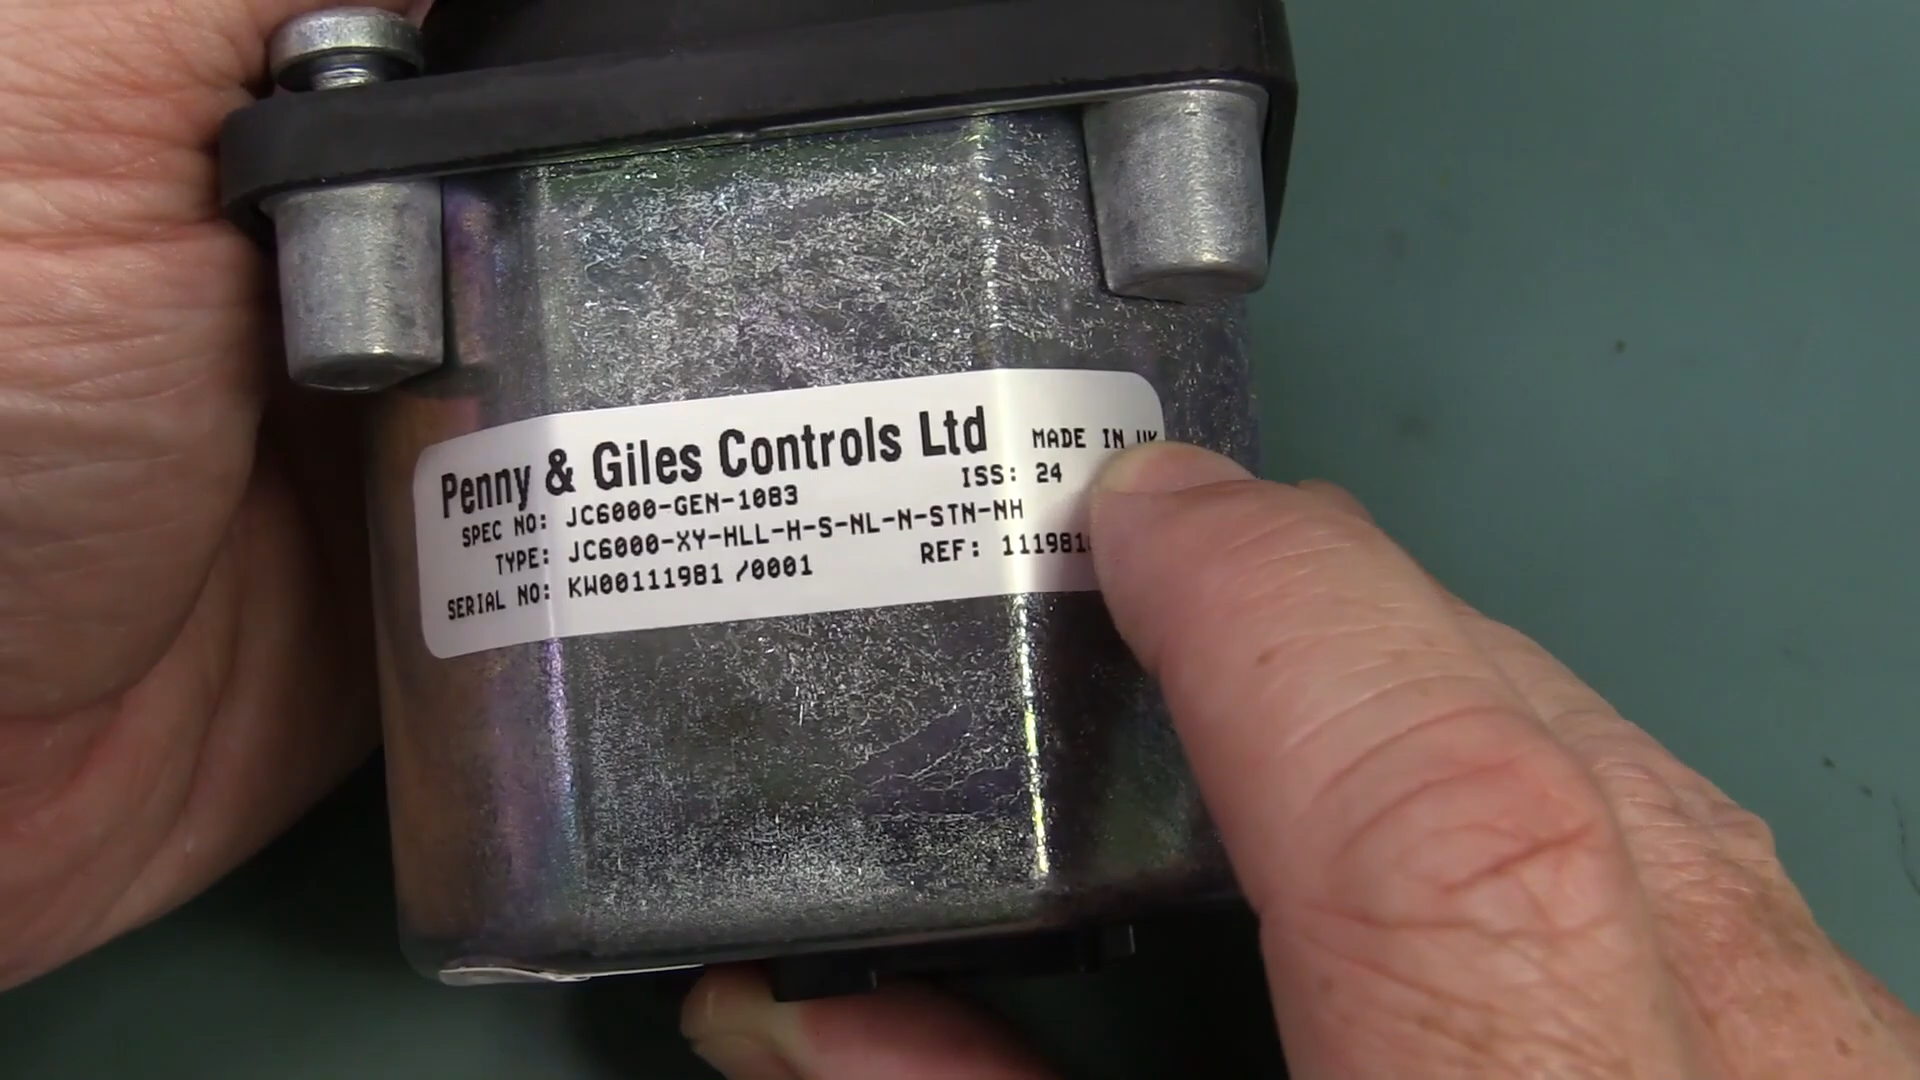 Penny & Giles Controls Ltd MADE IN UK
SPEC NO: JC6000-GEN-1083 ISS: 24
TYPE: JC6000-XY-HLL-H-S-NL-N-STN-NH
SERIAL NO: KW00111981 /0001 REF: